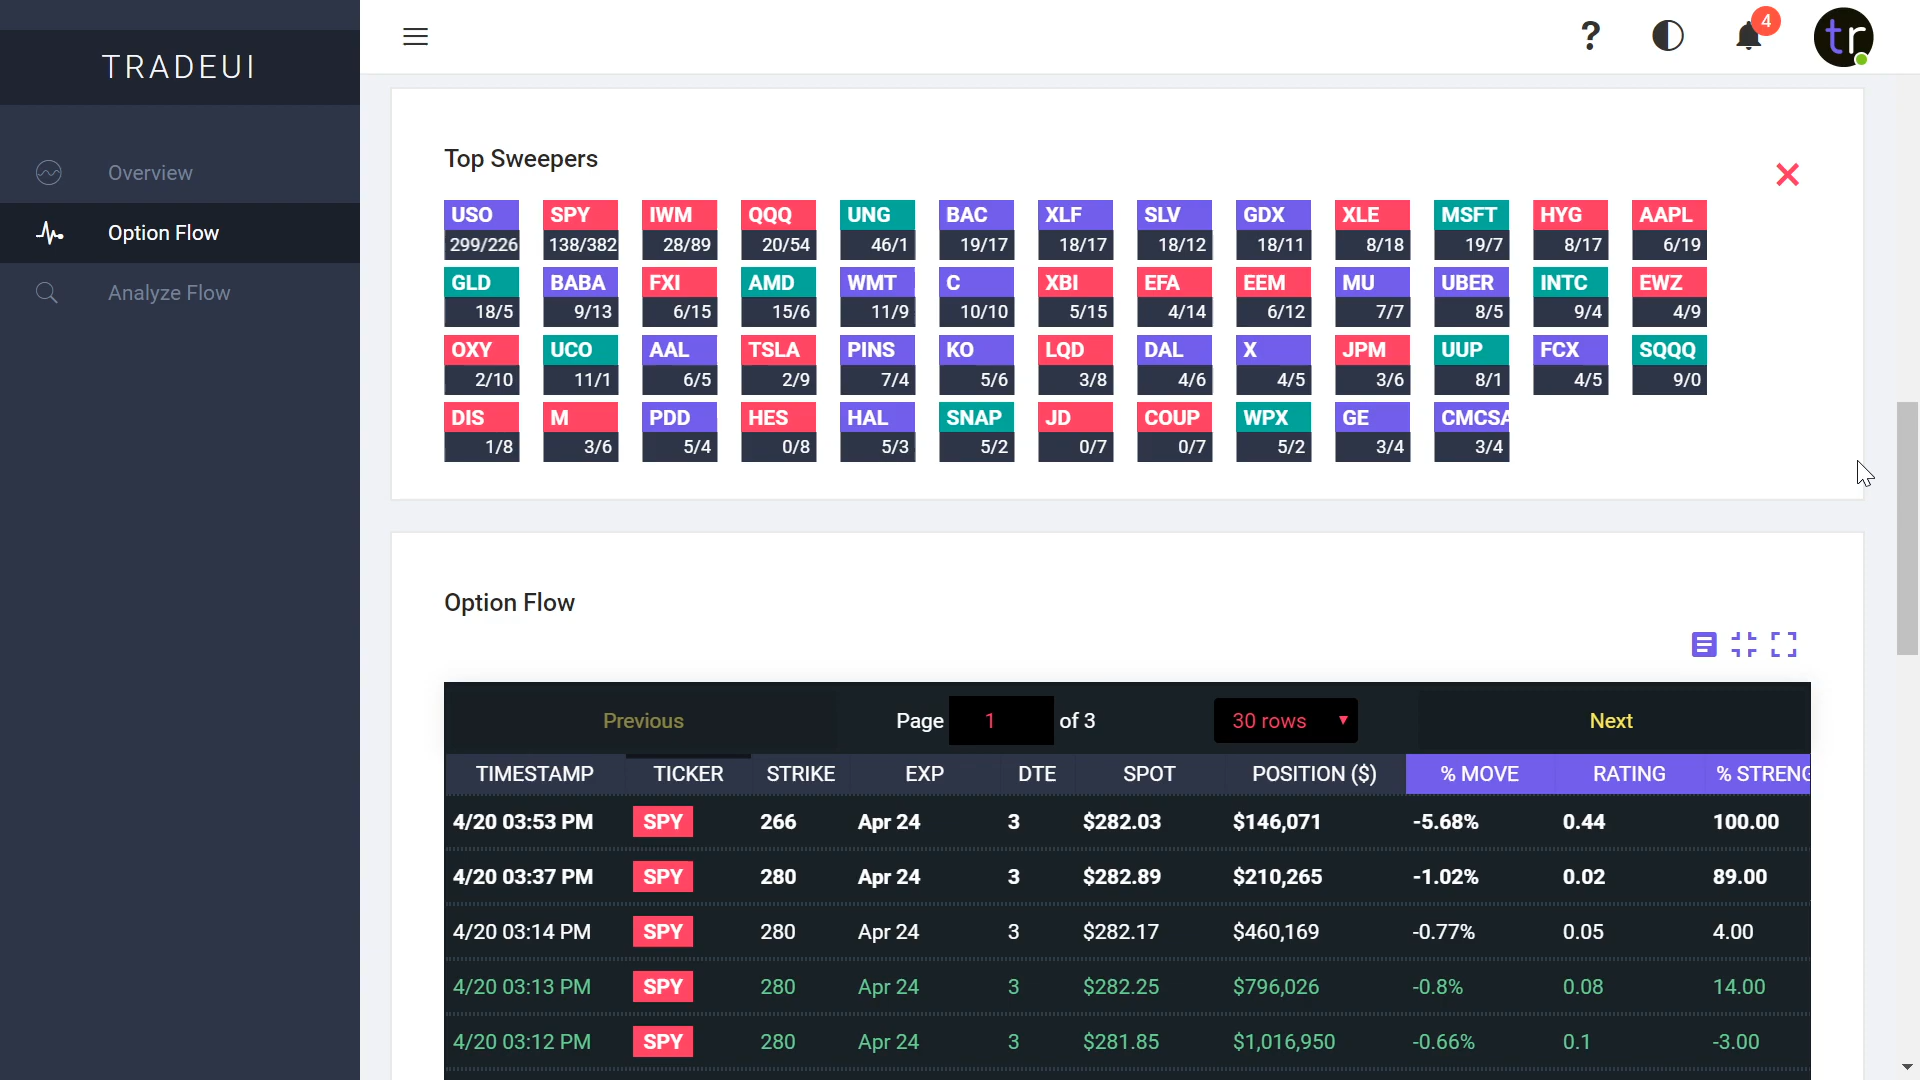 TRADEUI
? 4 tr
Overview
Option Flow
Analyze Flow
Top Sweepers
USO SPY IWM QQQ UNG BAC XLF SLV GDX XLE MSFT HYG AAPL
299/226 138/382 28/89 20/54 46/1 19/17 18/17 18/12 18/11 8/18 19/7 8/17 6/19
GLD BABA FXI AMD WMT C XBI EFA EEM MU UBER INTC EWZ
18/5 9/13 6/15 15/6 11/9 10/10 5/15 4/14 6/12 7/7 8/5 9/4 4/9
OXY UCO AAL TSLA PINS KO LQD DAL X JPM UUP FCX SQQQ
2/10 11/1 6/5 2/9 7/4 5/6 3/8 4/6 4/5 3/6 8/1 4/5 9/0
DIS M PDD HES HAL SNAP JD COUP WPX GE CMCSA
1/8 3/6 5/4 0/8 5/3 5/2 0/7 0/7 5/2 3/4 3/4
Option Flow
Previous Page 1 of 3 30 rows Next
TIMESTAMP TICKER STRIKE EXP DTE SPOT POSITION ($) % MOVE RATING % STRENG
4/20 03:53 PM SPY 266 Apr 24 3 $282.03 $146,071 -5.68% 0.44 100.00
4/20 03:37 PM SPY 280 Apr 24 3 $282.89 $210,265 -1.02% 0.02 89.00
4/20 03:14 PM SPY 280 Apr 24 3 $282.17 $460,169 -0.77% 0.05 4.00
4/20 03:13 PM SPY 280 Apr 24 3 $282.25 $796,026 -0.8% 0.08 14.00
4/20 03:12 PM SPY 280 Apr 24 3 $281.85 $1,016,950 -0.66% 0.1 -3.00